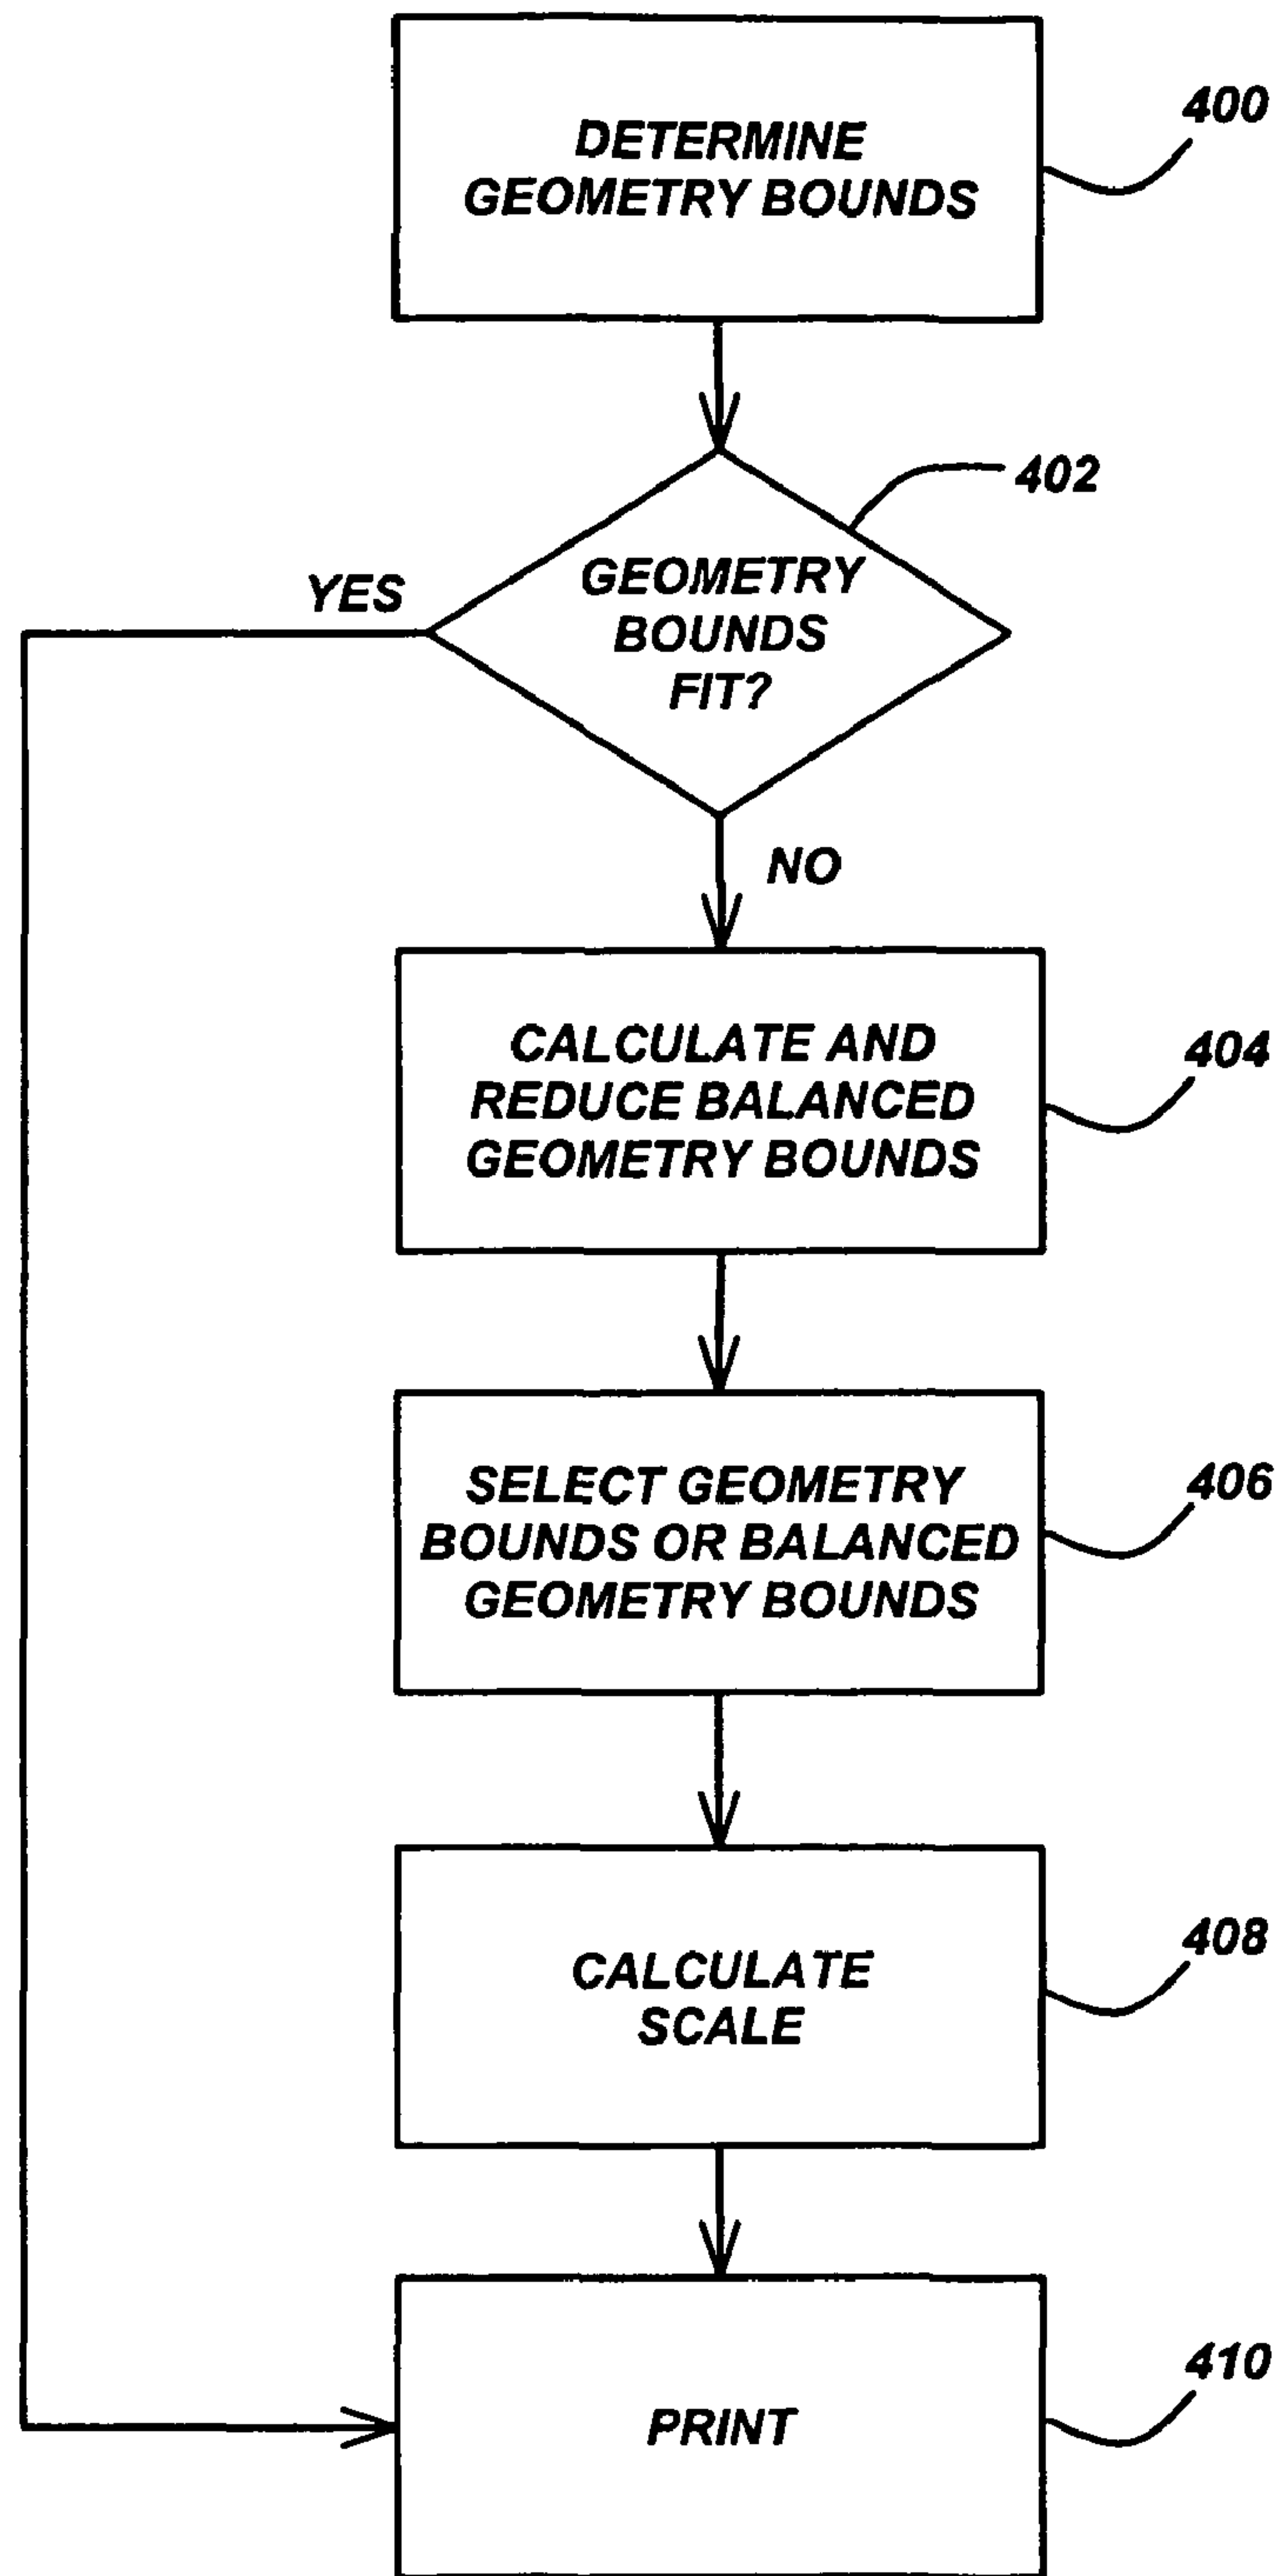 DETERMINE
GEOMETRY BOUNDS
400
402
GEOMETRY
BOUNDS
FIT?
YES
NO
CALCULATE AND
REDUCE BALANCED
GEOMETRY BOUNDS
404
SELECT GEOMETRY
BOUNDS OR BALANCED
GEOMETRY BOUNDS
406
CALCULATE
SCALE
408
PRINT
410